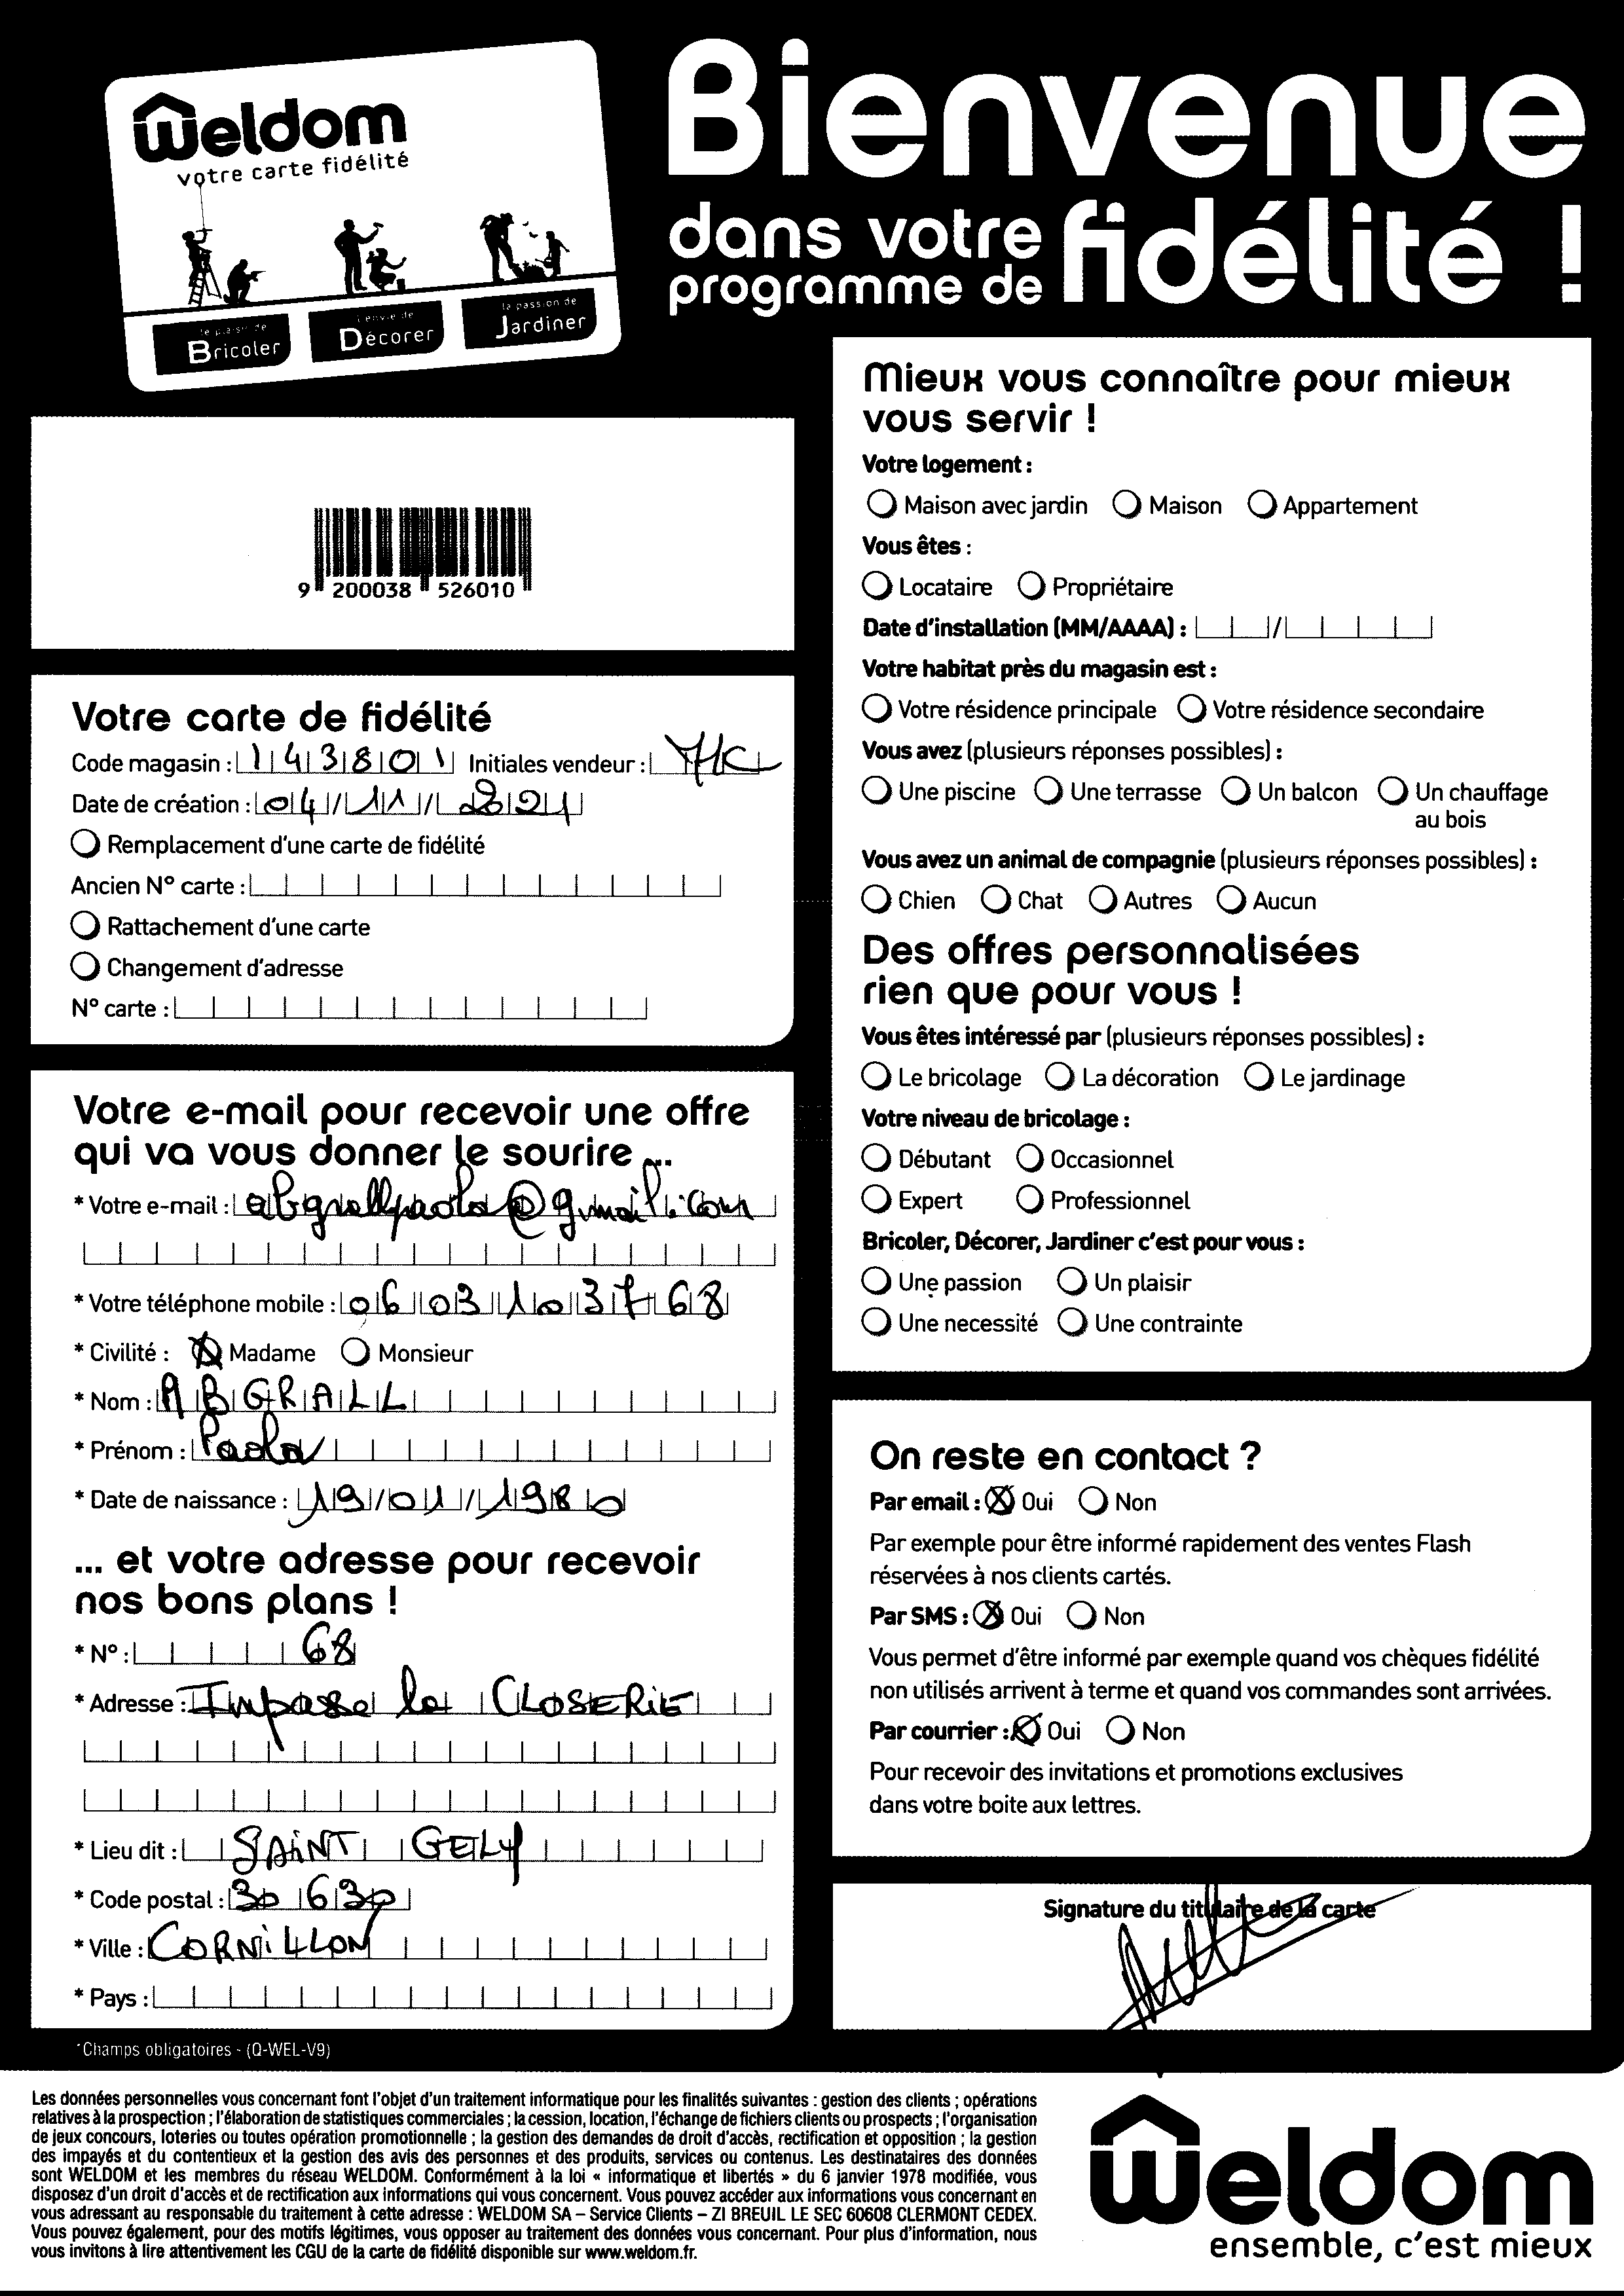 Weldom
votre carte fidélité
le plaisir de
Bricoler
l'envie de
Décorer
la passion de
Jardiner
Bienvenue
dans votre
programme de fidélité !
9 200038 526010
Votre carte de fidélité
Code magasin : 143801 Initiales vendeur :
Date de création : 04/11/2021
Remplacement d'une carte de fidélité
Ancien N° carte :
Rattachement d'une carte
Changement d'adresse
N° carte :
Votre e-mail pour recevoir une offre
qui va vous donner le sourire ...
* Votre e-mail : abgrallpaola@gmail.com
* Votre téléphone mobile : 06 03 10 37 68
* Civilité : Madame Monsieur
* Nom : ABGRALL
* Prénom : Paola
* Date de naissance : 19/01/1980
... et votre adresse pour recevoir
nos bons plans !
* N° : 68
* Adresse : Impasse la CLOSERIE
* Lieu dit : SAINT GELY
* Code postal : 30 630
* Ville : CORNILLON
* Pays :
*Champs obligatoires - (Q-WEL-V9)
Mieux vous connaître pour mieux
vous servir !
Votre logement :
Maison avec jardin Maison Appartement
Vous êtes :
Locataire Propriétaire
Date d'installation (MM/AAAA) : /
Votre habitat près du magasin est :
Votre résidence principale Votre résidence secondaire
Vous avez (plusieurs réponses possibles) :
Une piscine Une terrasse Un balcon Un chauffage
au bois
Vous avez un animal de compagnie (plusieurs réponses possibles) :
Chien Chat Autres Aucun
Des offres personnalisées
rien que pour vous !
Vous êtes intéressé par (plusieurs réponses possibles) :
Le bricolage La décoration Le jardinage
Votre niveau de bricolage :
Débutant Occasionnel
Expert Professionnel
Bricoler, Décorer, Jardiner c'est pour vous :
Une passion Un plaisir
Une necessité Une contrainte
On reste en contact ?
Par email : Oui Non
Par exemple pour être informé rapidement des ventes Flash
réservées à nos clients cartés.
Par SMS : Oui Non
Vous permet d'être informé par exemple quand vos chèques fidélité
non utilisés arrivent à terme et quand vos commandes sont arrivées.
Par courrier : Oui Non
Pour recevoir des invitations et promotions exclusives
dans votre boite aux lettres.
Signature du titulaire de la carte
Les données personnelles vous concernant font l'objet d'un traitement informatique pour les finalités suivantes : gestion des clients ; opérations
relatives à la prospection ; l'élaboration de statistiques commerciales ; la cession, location, l'échange de fichiers clients ou prospects ; l'organisation
de jeux concours, loteries ou toutes opération promotionnelle ; la gestion des demandes de droit d'accès, rectification et opposition ; la gestion
des impayés et du contentieux et la gestion des avis des personnes et des produits, services ou contenus. Les destinataires des données
sont WELDOM et les membres du réseau WELDOM. Conformément à la loi « informatique et libertés » du 6 janvier 1978 modifiée, vous
disposez d'un droit d'accès et de rectification aux informations qui vous concernent. Vous pouvez accéder aux informations vous concernant en
vous adressant au responsable du traitement à cette adresse : WELDOM SA – Service Clients – ZI BREUIL LE SEC 60608 CLERMONT CEDEX.
Vous pouvez également, pour des motifs légitimes, vous opposer au traitement des données vous concernant. Pour plus d'information, nous
vous invitons à lire attentivement les CGU de la carte de fidélité disponible sur www.weldom.fr.
Weldom
ensemble, c'est mieux